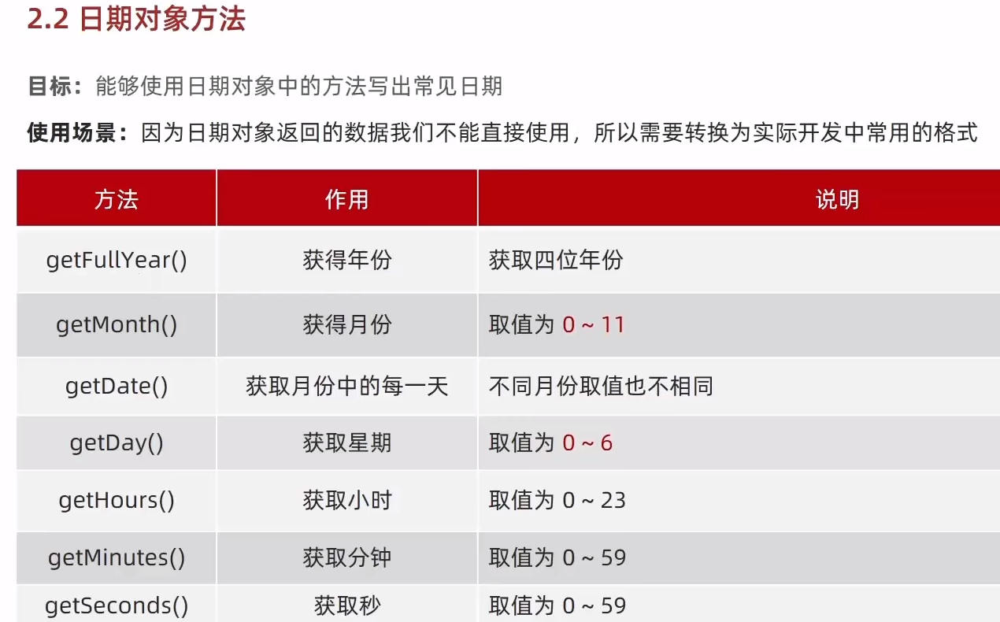 2.2 日期对象方法
目标：能够使用日期对象中的方法写出常见日期
使用场景：因为日期对象返回的数据我们不能直接使用，所以需要转换为实际开发中常用的格式
方法 作用 说明
getFullYear() 获得年份 获取四位年份
getMonth() 获得月份 取值为 0 ~ 11
getDate() 获取月份中的每一天 不同月份取值也不相同
getDay() 获取星期 取值为 0 ~ 6
getHours() 获取小时 取值为 0 ~ 23
getMinutes() 获取分钟 取值为 0 ~ 59
getSeconds() 获取秒 取值为 0 ~ 59